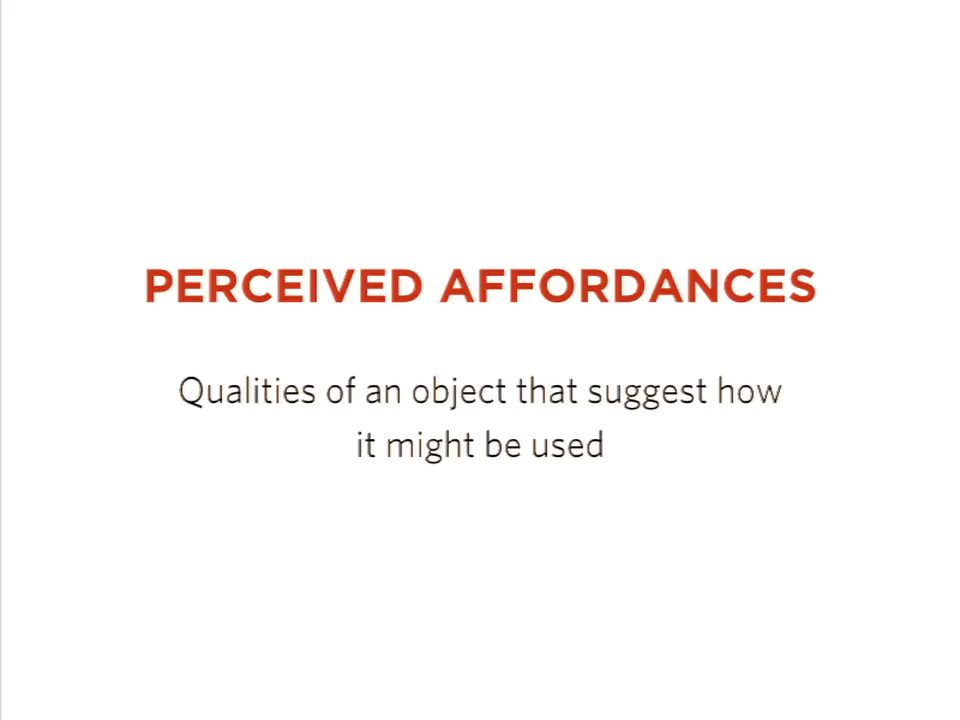 PERCEIVED AFFORDANCES
Qualities of an object that suggest how
it might be used